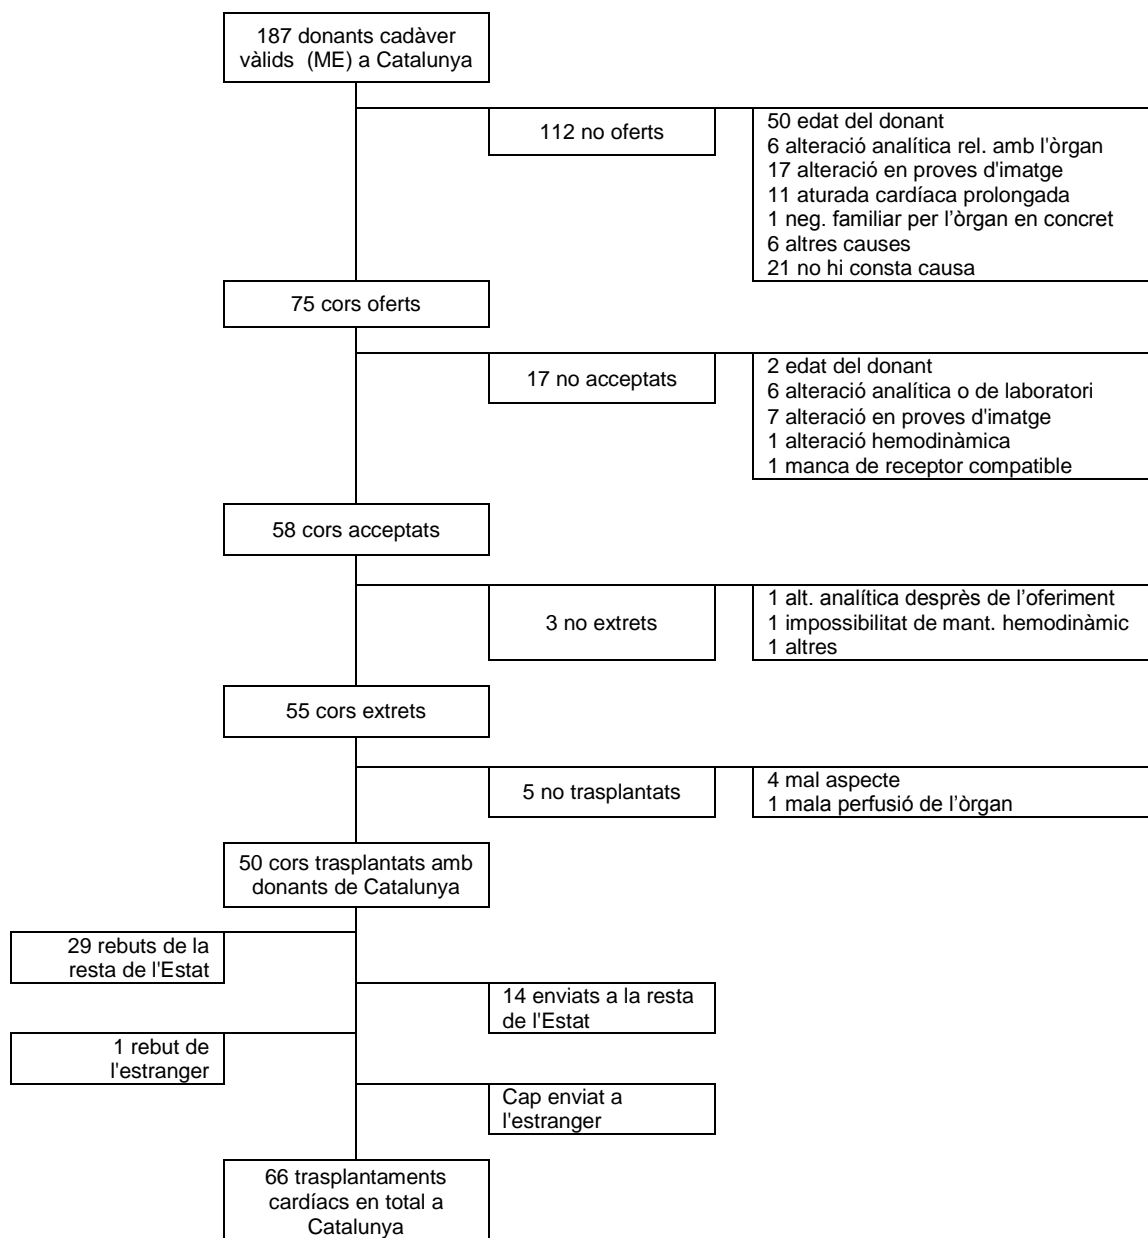 187 donants cadàver
vàlids  (ME) a Catalunya
112 no oferts
50 edat del donant
6 alteració analítica rel. amb l'òrgan
17 alteració en proves d'imatge
11 aturada cardíaca prolongada
1 neg. familiar per l’òrgan en concret
6 altres causes
21 no hi consta causa
75 cors oferts
17 no acceptats
2 edat del donant
6 alteració analítica o de laboratori
7 alteració en proves d'imatge
1 alteració hemodinàmica
1 manca de receptor compatible
58 cors acceptats
3 no extrets
1 alt. analítica desprès de l’oferiment
1 impossibilitat de mant. hemodinàmic
1 altres
55 cors extrets
5 no trasplantats
4 mal aspecte
1 mala perfusió de l’òrgan
50 cors trasplantats amb
donants de Catalunya
29 rebuts de la
resta de l'Estat
14 enviats a la resta
de l'Estat
1 rebut de
l'estranger
Cap enviat a
l'estranger
66 trasplantaments
cardíacs en total a
Catalunya